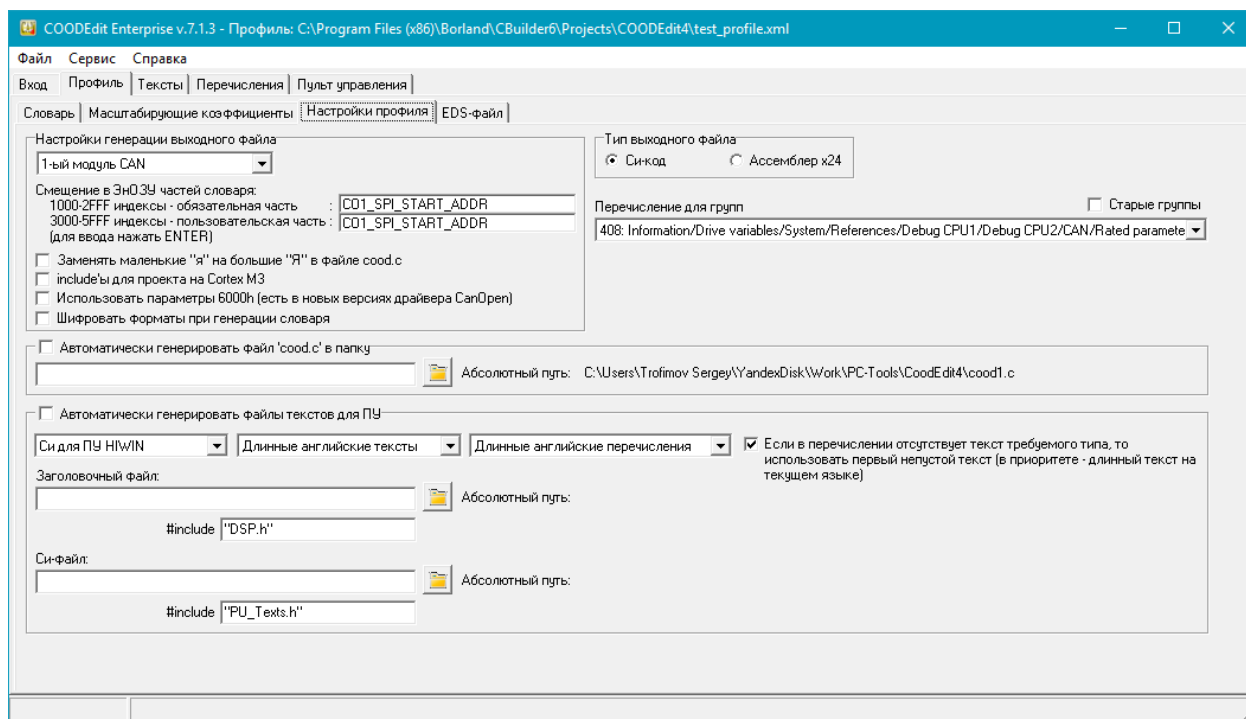 COODEdit Enterprise v.7.1.3 - Профиль: C:\Program Files (x86)\Borland\CBuilder6\Projects\COODEdit4\test_profile.xml
Файл Сервис Справка
Вход Профиль Тексты Перечисления Пульт управления
Словарь Масштабирующие коэффициенты Настройки профиля EDS-файл
Настройки генерации выходного файла
1-ый модуль CAN
Смещение в ЭнОЗУ частей словаря:
1000-2FFF индексы - обязательная часть : CO1_SPI_START_ADDR
3000-5FFF индексы - пользовательская часть : CO1_SPI_START_ADDR
(для ввода нажать ENTER)
Заменять маленькие "я" на большие "Я" в файле cood.c
include'ы для проекта на Cortex M3
Использовать параметры 6000h (есть в новых версиях драйвера CanOpen)
Шифровать форматы при генерации словаря
Тип выходного файла
Си-код Ассемблер x24
Перечисление для групп Старые группы
408: Information/Drive variables/System/References/Debug CPU1/Debug CPU2/CAN/Rated paramete
Автоматически генерировать файл 'cood.c' в папку
Абсолютный путь: C:\Users\Trofimov Sergey\YandexDisk\Work\PC-Tools\CoodEdit4\cood1.c
Автоматически генерировать файлы текстов для ПУ
Си для ПУ HIWIN Длинные английские тексты Длинные английские перечисления
Если в перечислении отсутствует текст требуемого типа, то
использовать первый непустой текст (в приоритете - длинный текст на
текущем языке)
Заголовочный файл:
Абсолютный путь:
#include "DSP.h"
Си-файл:
Абсолютный путь:
#include "PU_Texts.h"